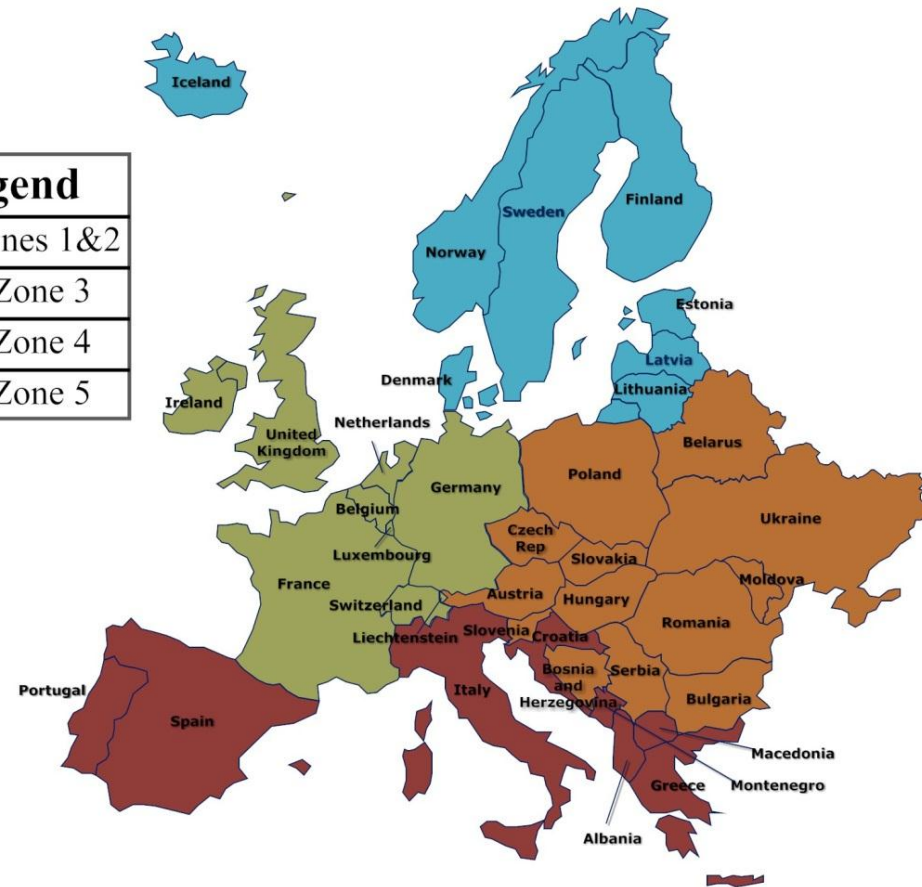 Iceland
gend
nes 1&2
Zone 3
Zone 4
Zone 5
Finland
Sweden
Norway
Estonia
Latvia
Denmark
Lithuania
Ireland
Netherlands
United
Kingdom
Belarus
Poland
Germany
Belgium
Ukraine
Czech
Rep
Luxembourg
Slovakia
France
Moldova
Austria
Hungary
Switzerland
Romania
Liechtenstein
Slovenia
Croatia
Bosnia
and
Herzegovina
Serbia
Portugal
Italy
Bulgaria
Spain
Macedonia
Greece
Montenegro
Albania